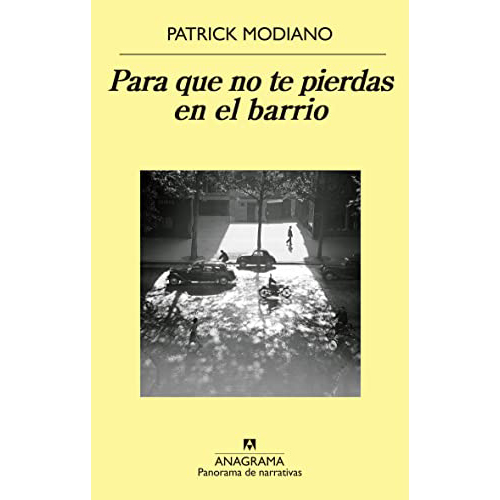 PATRICK MODIANO
Para que no te pierdas
en el barrio
ANAGRAMA
Panorama de narrativas